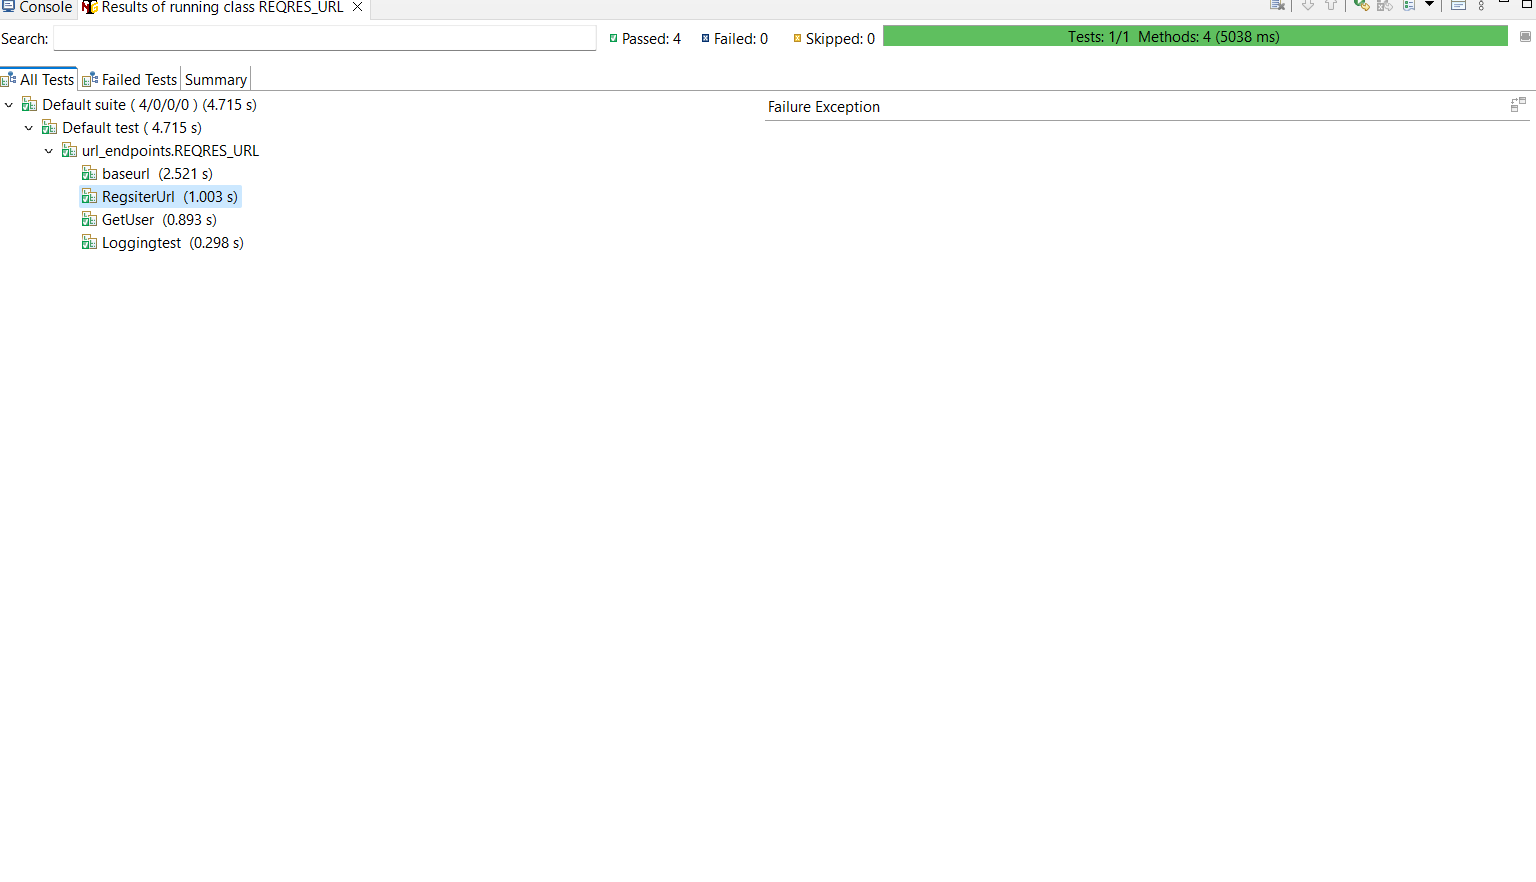 Console Results of running class REQRES_URL
Search: Passed: 4 Failed: 0 Skipped: 0 Tests: 1/1 Methods: 4 (5038 ms)
All Tests Failed Tests Summary
Default suite ( 4/0/0/0 ) (4.715 s)
Failure Exception
Default test ( 4.715 s)
url_endpoints.REQRES_URL
baseurl (2.521 s)
RegsiterUrl (1.003 s)
GetUser (0.893 s)
Loggingtest (0.298 s)